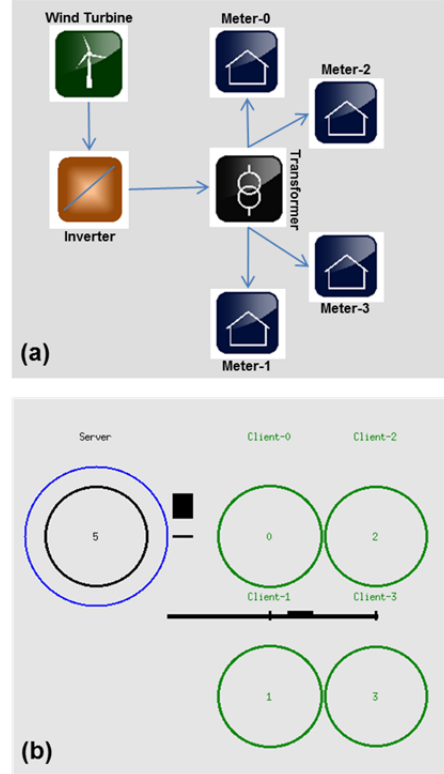 Wind Turbine
Meter-0
Meter-2
Transformer
Inverter
Meter-3
Meter-1
(a)
Server
Client-0
Client-2
5
0
2
Client-1
Client-3
1
3
(b)